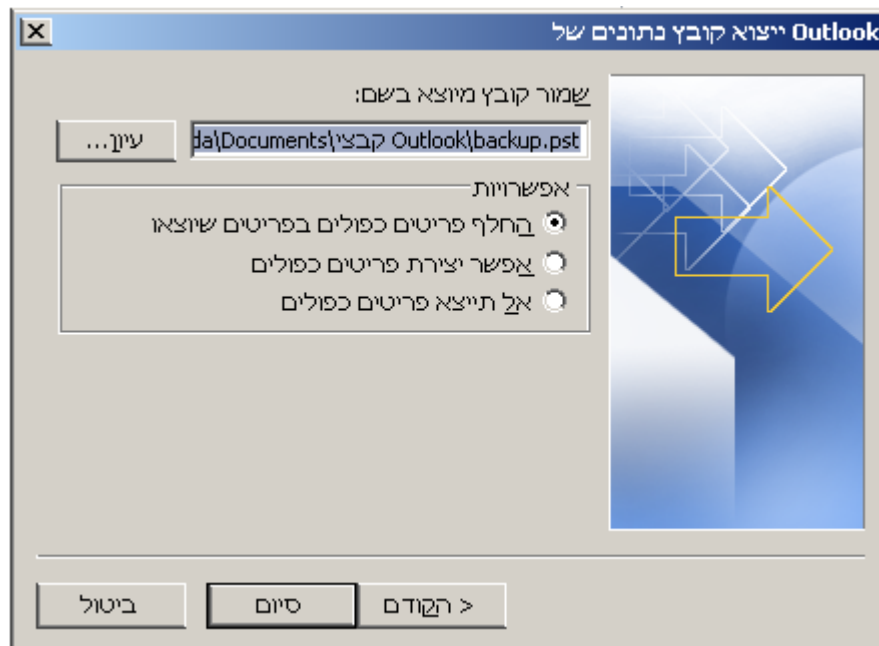 ייצוא קובץ נתונים של Outlook
שמור קובץ מיוצא בשם:
da\Documents\קבצי Outlook\backup.pst
עיון...
אפשרויות
החלף פריטים כפולים בפריטים שיוצאו
אפשר יצירת פריטים כפולים
אל תייצא פריטים כפולים
< הקודם
סיום
ביטול